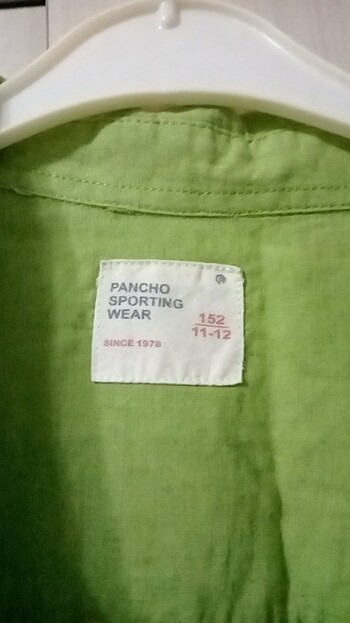 ®
PANCHO
SPORTING
WEAR
152
11-12
SINCE 1978